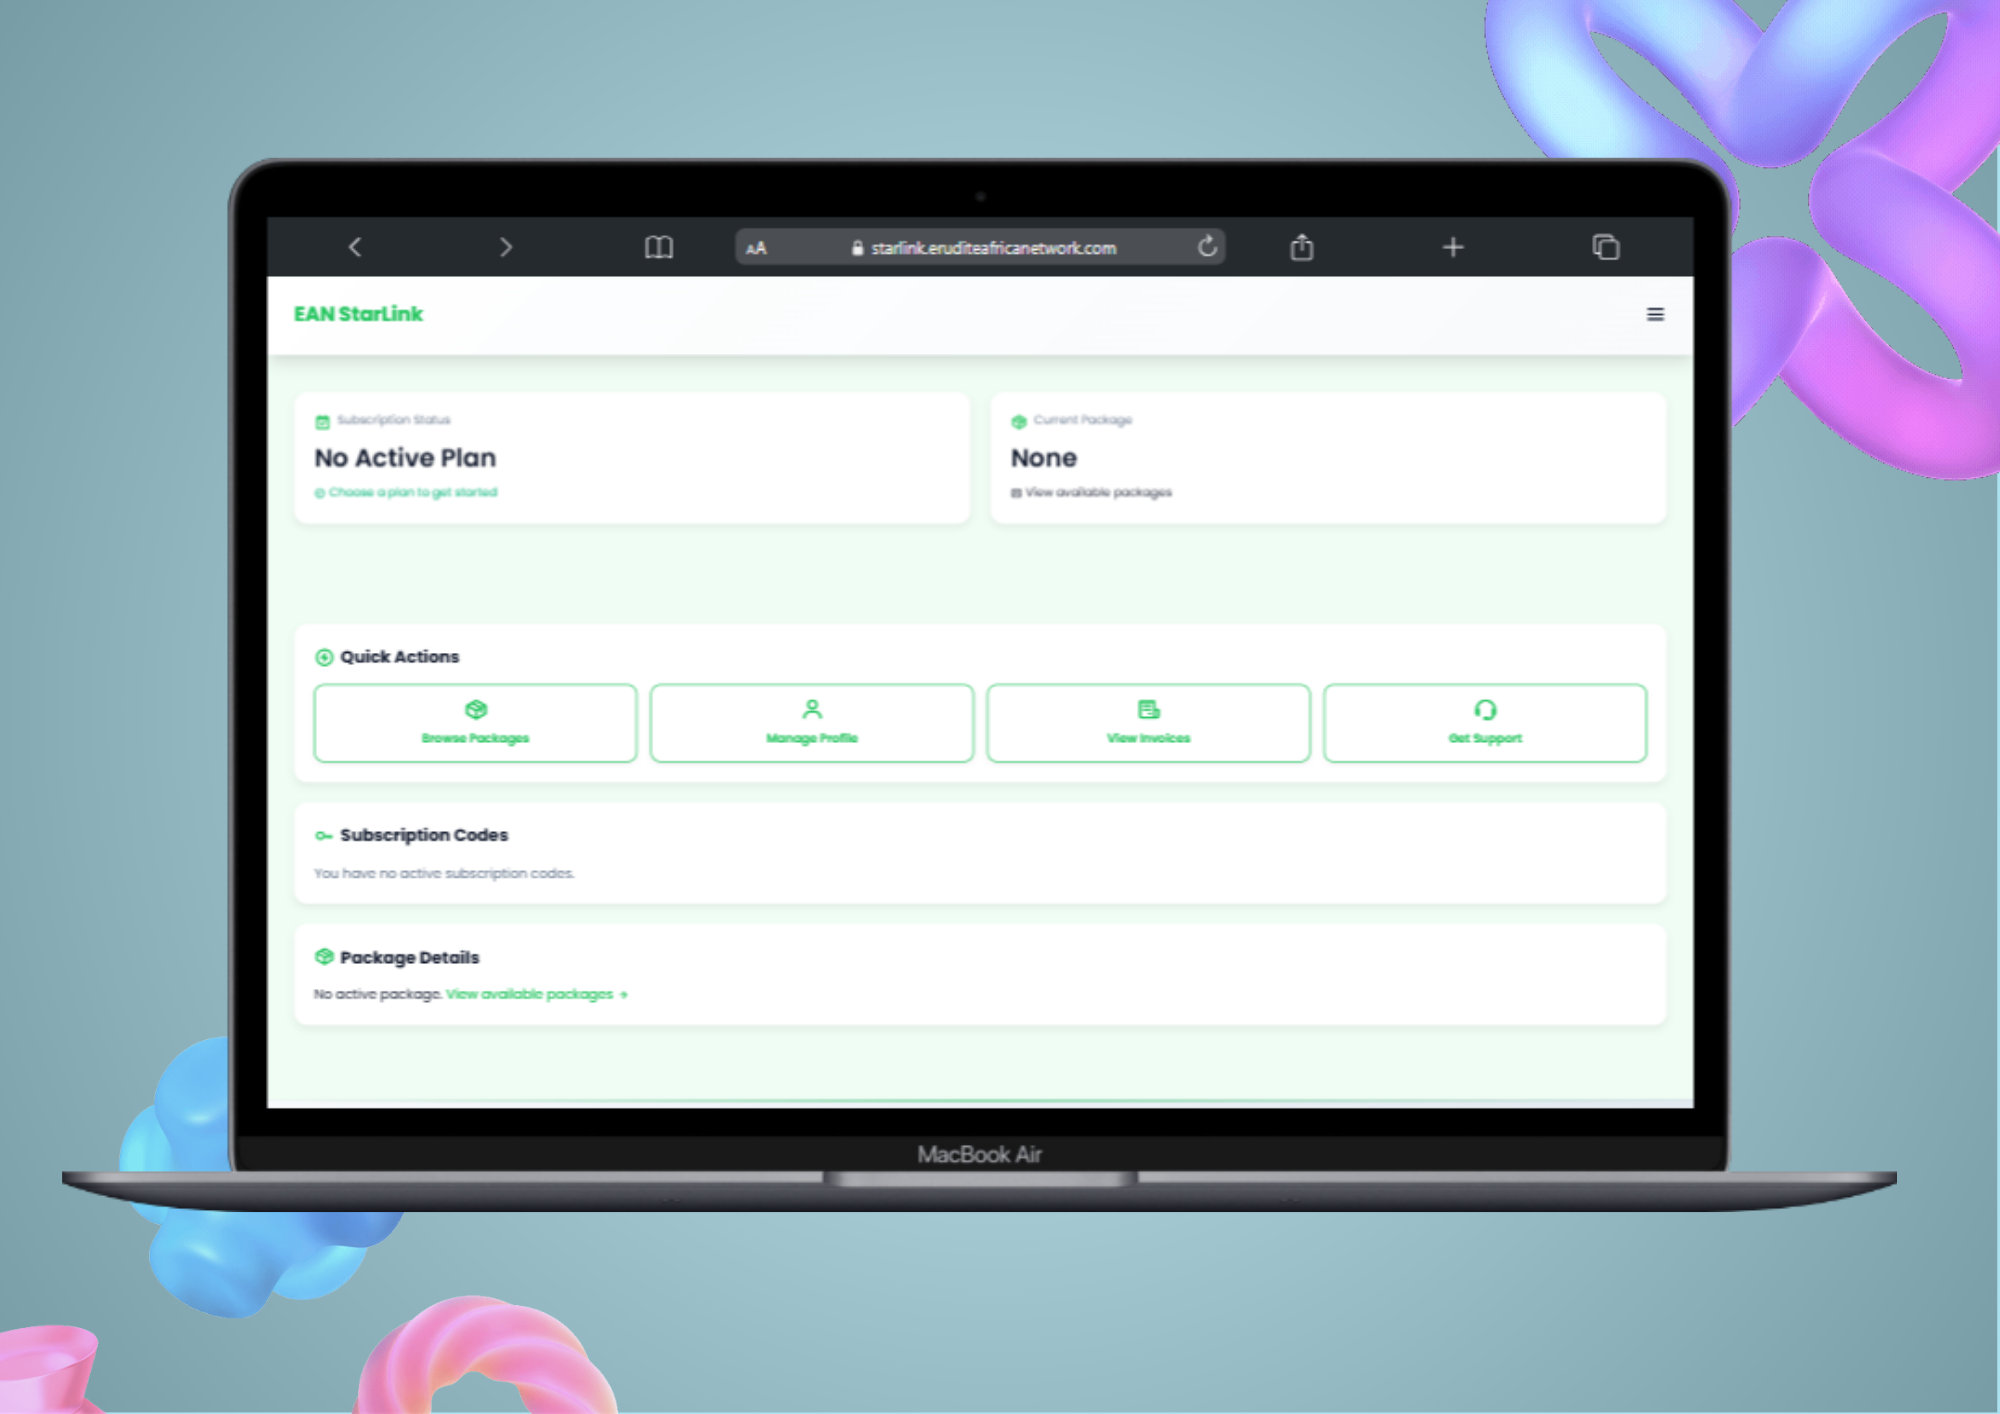 AA
starlink.eruditeafricanetwork.com
EAN StarLink
Subscription Status
No Active Plan
Choose a plan to get started
Current Package
None
View available packages
Quick Actions
Browse Packages
Manage Profile
View Invoices
Get Support
Subscription Codes
You have no active subscription codes.
Package Details
No active package. View available packages →
MacBook Air